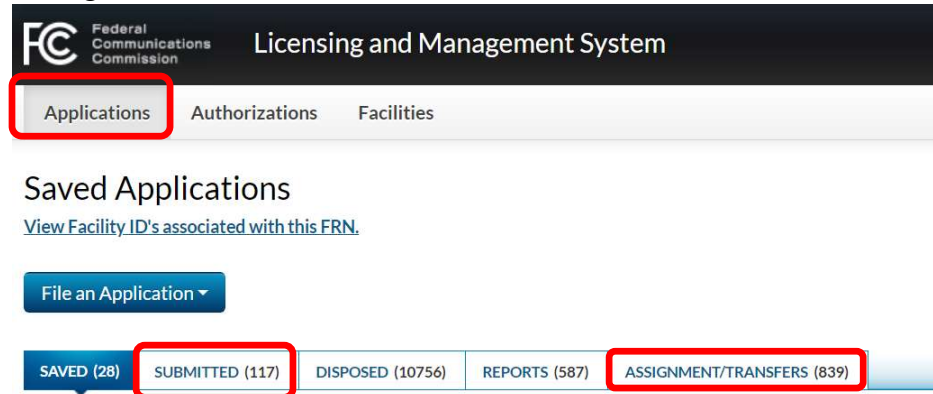 FCC Federal Communications Commission Licensing and Management System
Applications Authorizations Facilities
Saved Applications
View Facility ID's associated with this FRN.
File an Application
SAVED (28) SUBMITTED (117) DISPOSED (10756) REPORTS (587) ASSIGNMENT/TRANSFERS (839)